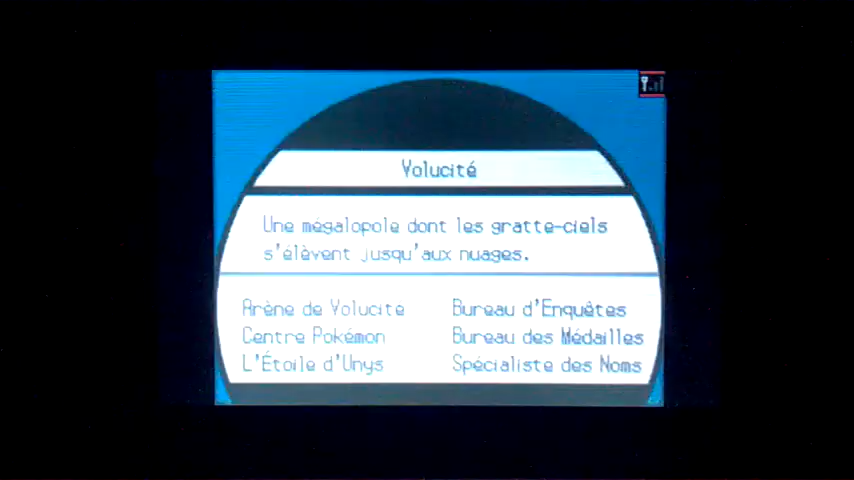 Volucité
Une mégalopole dont les gratte-ciels
s'élèvent jusqu'aux nuages.
Arène de Volucite
Bureau d'Enquêtes
Centre Pokémon
Bureau des Médailles
L'Étoile d'Unys
Spécialiste des Noms